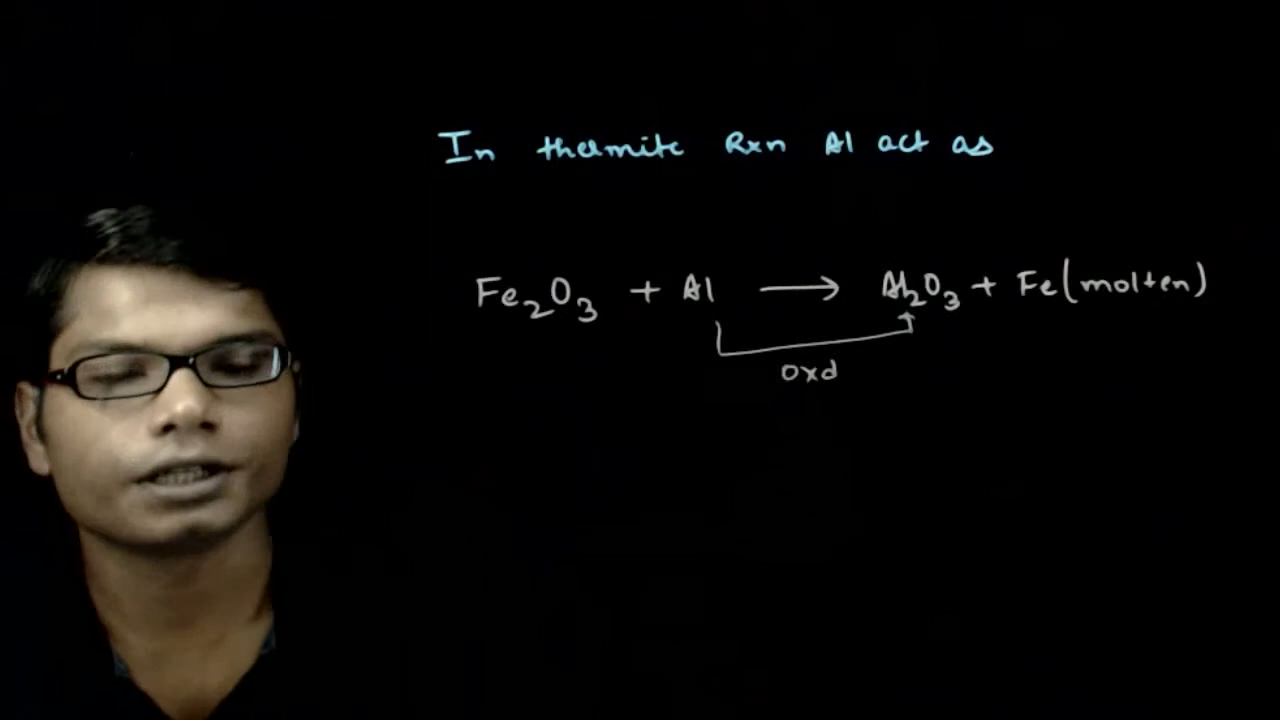 In thermite Rxn Al act as
Fe₂O₃ + Al → Al₂O₃ + Fe(molten)
oxd